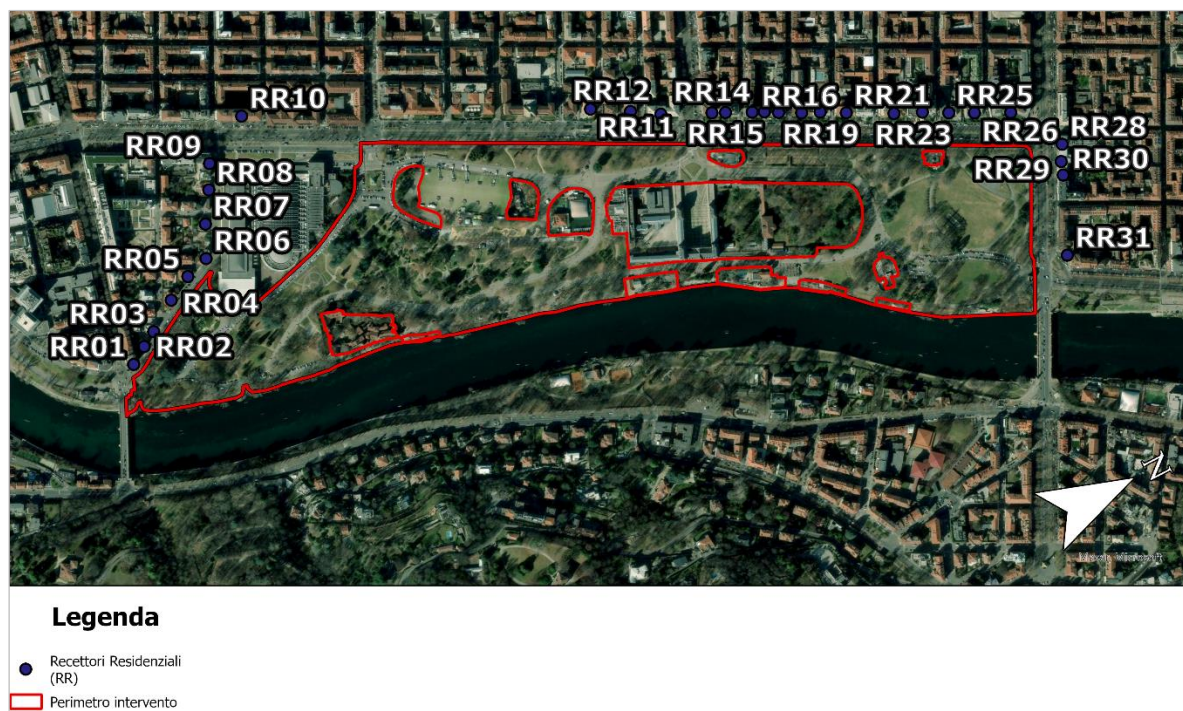 RR10
RR12
RR14
RR16
RR21
RR25
RR11
RR15
RR19
RR23
RR26
RR28
RR09
RR08
RR29
RR30
RR07
RR06
RR05
RR31
RR04
RR03
RR01
RR02
N
Legenda
Recettori Residenziali
(RR)
Perimetro intervento